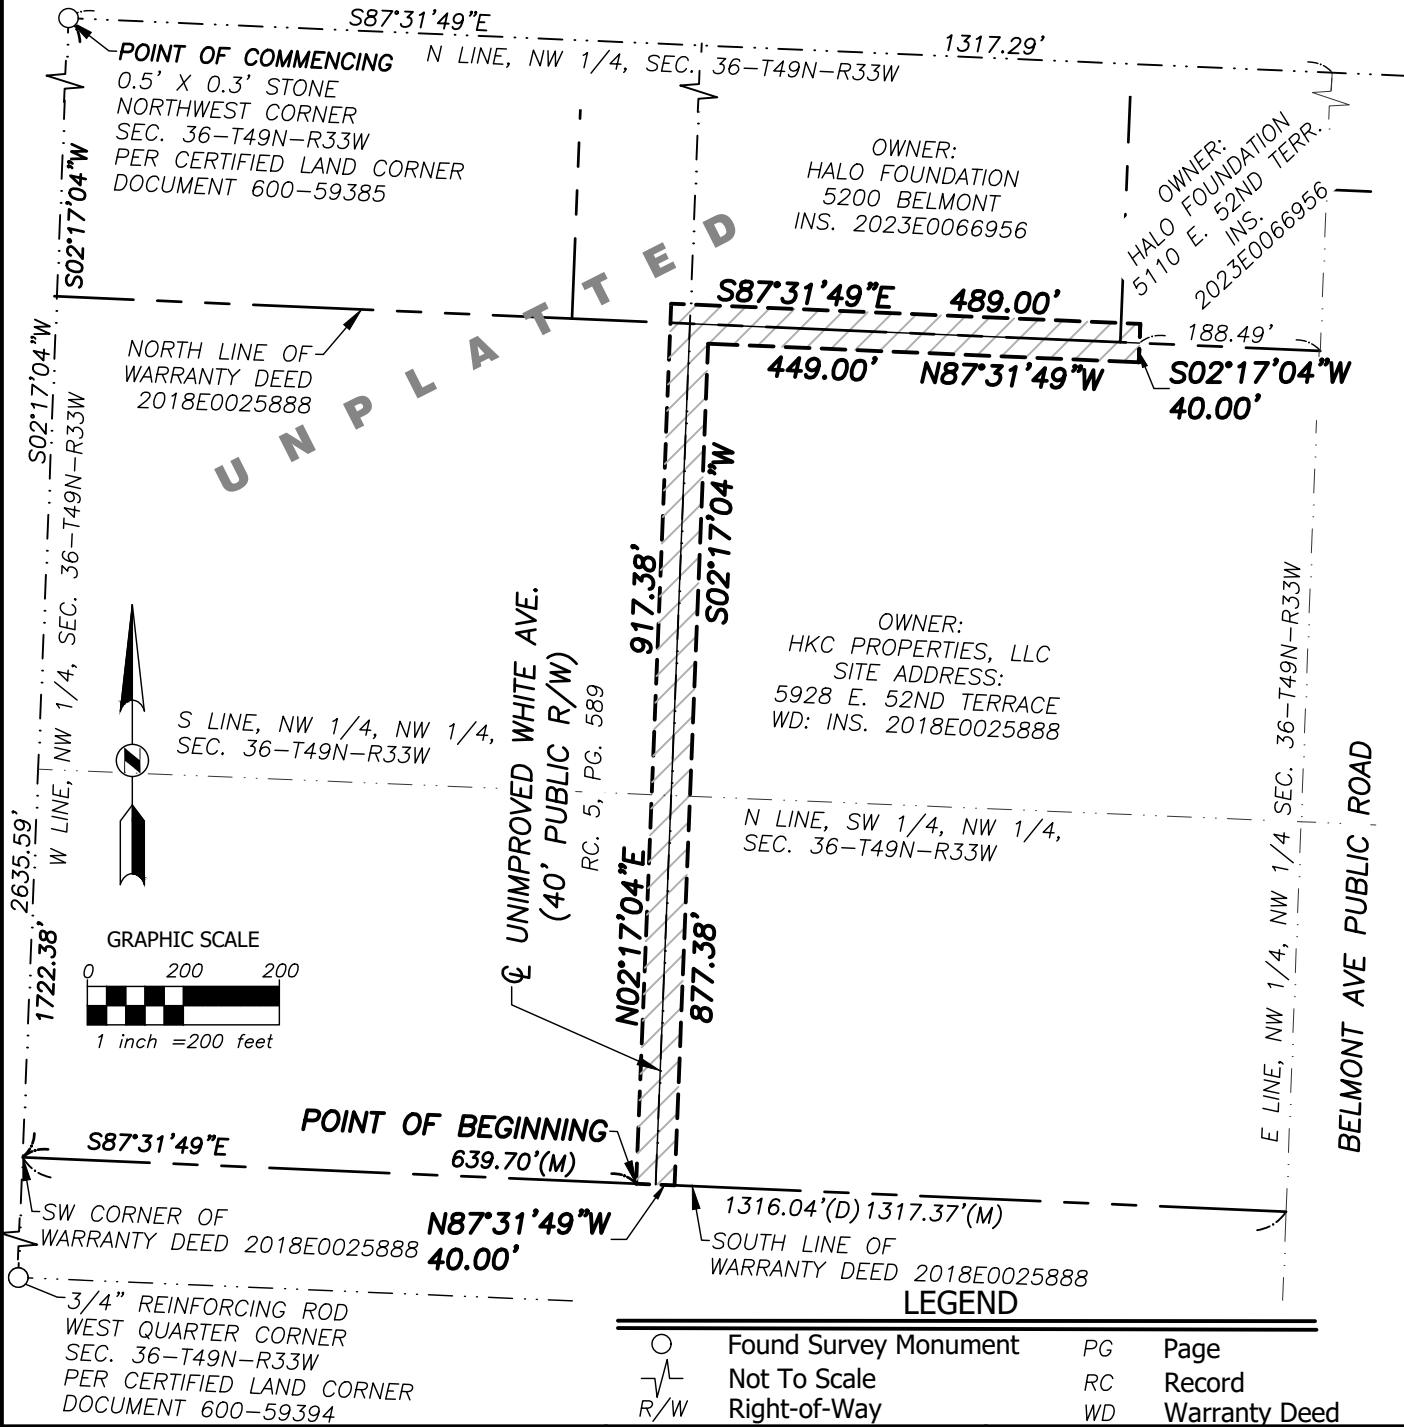 S87°31'49"E
1317.29'
N LINE, NW 1/4, SEC. 36-T49N-R33W
POINT OF COMMENCING
0.5' X 0.3' STONE
NORTHWEST CORNER
SEC. 36-T49N-R33W
PER CERTIFIED LAND CORNER
DOCUMENT 600-59385
S02°17'04"W
OWNER:
HALO FOUNDATION
5200 BELMONT
INS. 2023E0066956
OWNER:
HALO FOUNDATION
5110 E. 52ND TERR.
INS.
2023E0066956
UNPLATTED
S87°31'49"E 489.00'
188.49'
449.00' N87°31'49"W
S02°17'04"W
40.00'
NORTH LINE OF
WARRANTY DEED
2018E0025888
S02°17'04"W
W LINE, NW 1/4, SEC. 36-T49N-R33W
917.38'
S02°17'04"W
UNIMPROVED WHITE AVE.
(40' PUBLIC R/W)
RC. 5, PG. 589
OWNER:
HKC PROPERTIES, LLC
SITE ADDRESS:
5928 E. 52ND TERRACE
WD: INS. 2018E0025888
S LINE, NW 1/4, NW 1/4,
SEC. 36-T49N-R33W
N LINE, SW 1/4, NW 1/4,
SEC. 36-T49N-R33W
E LINE, NW 1/4, NW 1/4 SEC. 36-T49N-R33W
BELMONT AVE PUBLIC ROAD
2635.59'
1722.38'
N02°17'04"E
877.38'
GRAPHIC SCALE
0 200 200
1 inch =200 feet
POINT OF BEGINNING
S87°31'49"E
639.70'(M)
SW CORNER OF
WARRANTY DEED 2018E0025888
N87°31'49"W
40.00'
1316.04'(D) 1317.37'(M)
SOUTH LINE OF
WARRANTY DEED 2018E0025888
3/4" REINFORCING ROD
WEST QUARTER CORNER
SEC. 36-T49N-R33W
PER CERTIFIED LAND CORNER
DOCUMENT 600-59394
LEGEND
Found Survey Monument
Not To Scale
R/W Right-of-Way
PG Page
RC Record
WD Warranty Deed